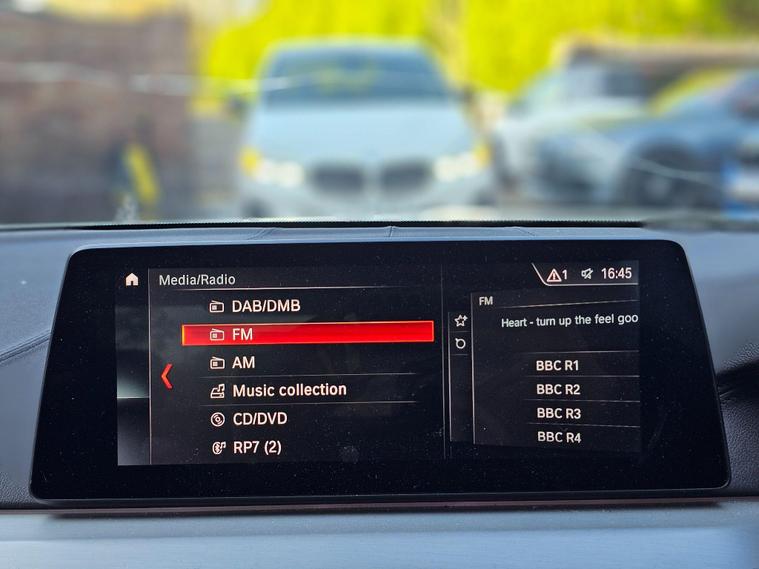 Media/Radio
1 16:45
DAB/DMB
FM
AM
Music collection
CD/DVD
RP7 (2)
FM
Heart - turn up the feel goo
BBC R1
BBC R2
BBC R3
BBC R4